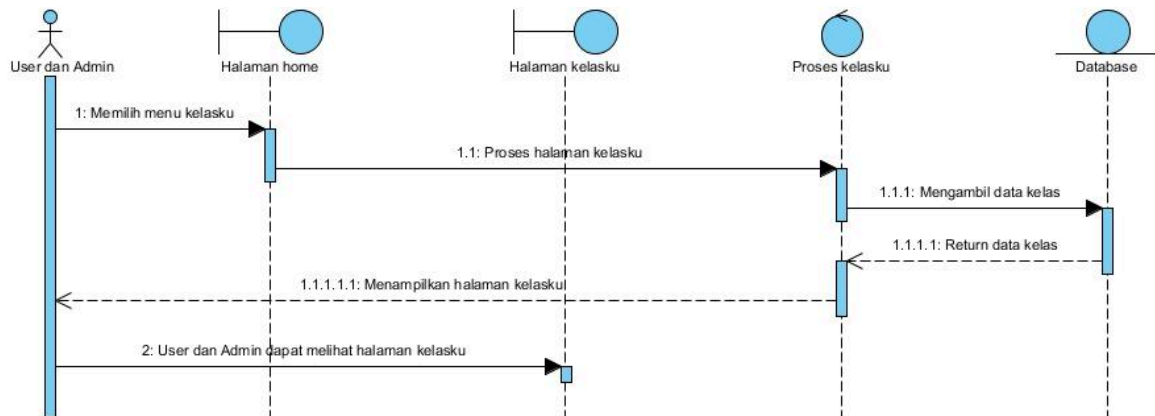 User dan Admin
Halaman home
Halaman kelasku
Proses kelasku
Database
1: Memilih menu kelasku
1.1: Proses halaman kelasku
1.1.1: Mengambil data kelas
1.1.1.1: Return data kelas
1.1.1.1.1: Menampilkan halaman kelasku
2: User dan Admin dapat melihat halaman kelasku